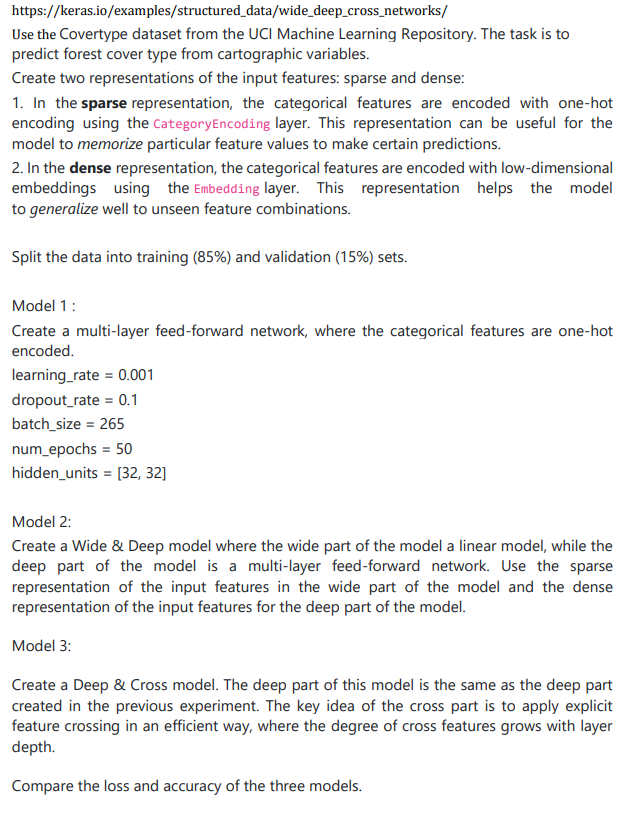 https://keras.io/examples/structured_data/wide_deep_cross_networks/
Use the Covertype dataset from the UCI Machine Learning Repository. The task is to
predict forest cover type from cartographic variables.
Create two representations of the input features: sparse and dense:
1. In the sparse representation, the categorical features are encoded with one-hot
encoding using the CategoryEncoding layer. This representation can be useful for the
model to memorize particular feature values to make certain predictions.
2. In the dense representation, the categorical features are encoded with low-dimensional
embeddings using the Embedding layer. This representation helps the model
to generalize well to unseen feature combinations.
Split the data into training (85%) and validation (15%) sets.
Model 1 :
Create a multi-layer feed-forward network, where the categorical features are one-hot
encoded.
learning_rate = 0.001
dropout_rate = 0.1
batch_size = 265
num_epochs = 50
hidden_units = [32, 32]
Model 2:
Create a Wide & Deep model where the wide part of the model a linear model, while the
deep part of the model is a multi-layer feed-forward network. Use the sparse
representation of the input features in the wide part of the model and the dense
representation of the input features for the deep part of the model.
Model 3:
Create a Deep & Cross model. The deep part of this model is the same as the deep part
created in the previous experiment. The key idea of the cross part is to apply explicit
feature crossing in an efficient way, where the degree of cross features grows with layer
depth.
Compare the loss and accuracy of the three models.